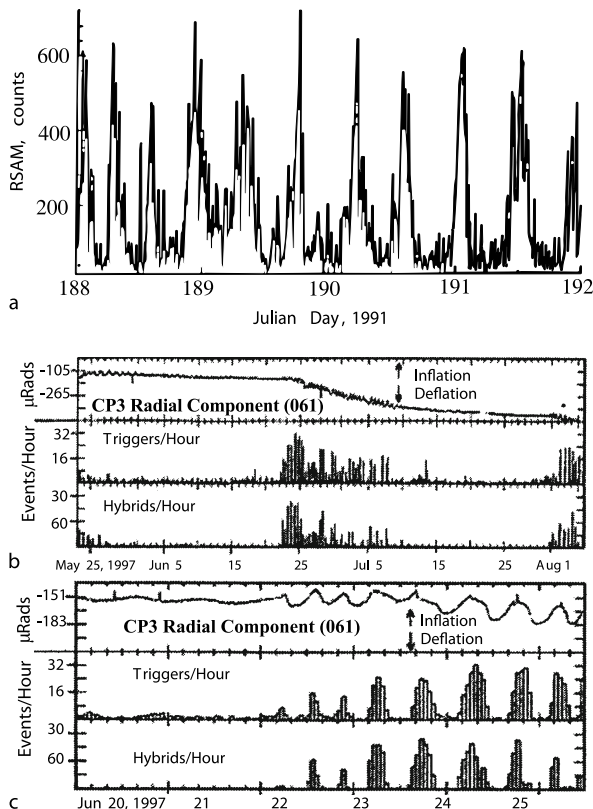 600
400
200
RSAM, counts
188
189
190
191
192
Julian Day, 1991
a
-105
-265
µRads
Inflation
Deflation
CP3 Radial Component (061)
Triggers/Hour
32
16
Events/Hour
Hybrids/Hour
30
60
May 25, 1997
Jun 5
15
25
Jul 5
15
25
Aug 1
b
-151
-183
µRads
Inflation
Deflation
CP3 Radial Component (061)
Triggers/Hour
32
16
Events/Hour
Hybrids/Hour
30
60
Jun 20, 1997
21
22
23
24
25
c